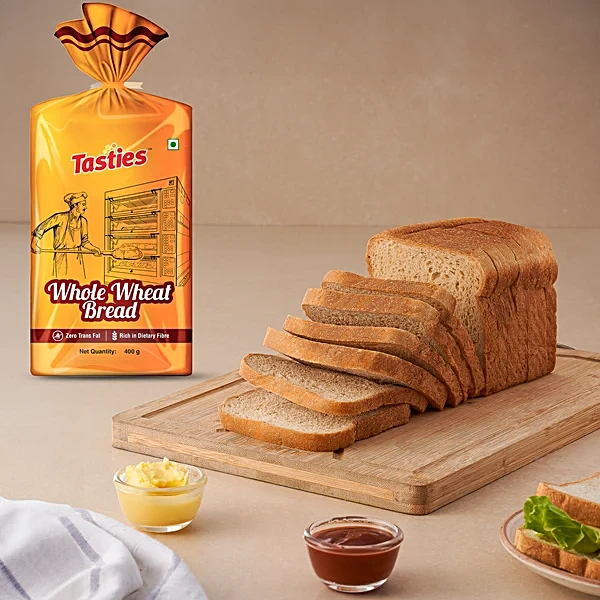 Tasties
Whole Wheat
Bread
Zero Trans Fat | Rich in Dietary Fibre
Net Quantity: 400 g